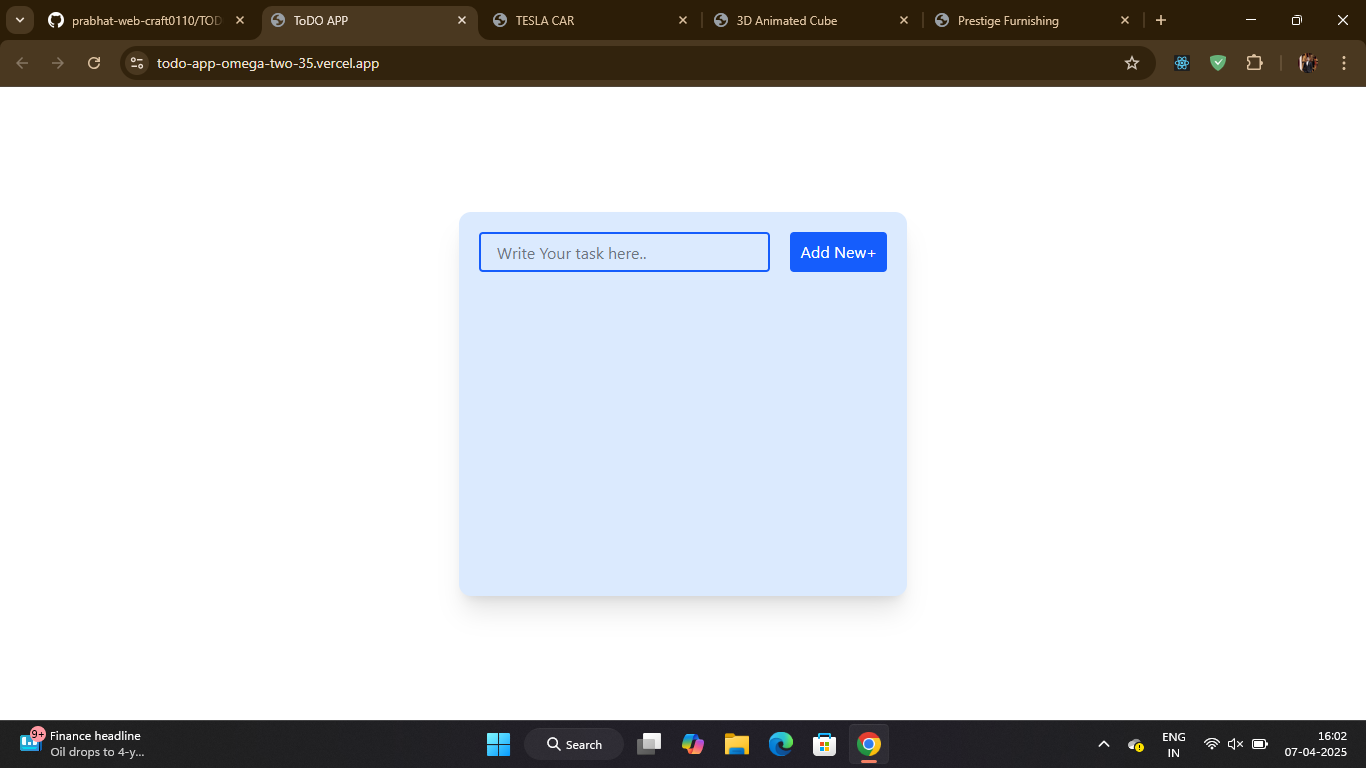 prabhat-web-craft0110/TOD
ToDO APP
TESLA CAR
3D Animated Cube
Prestige Furnishing
todo-app-omega-two-35.vercel.app
Write Your task here..
Add New+
9+
Finance headline
Oil drops to 4-y...
Search
ENG
IN
16:02
07-04-2025